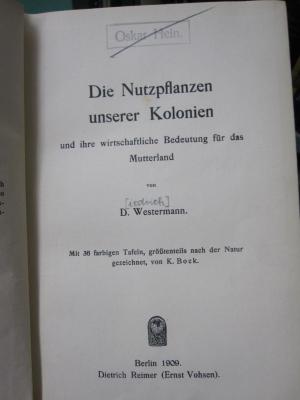 Oskar Hein.
Die Nutzpflanzen
unserer Kolonien
und ihre wirtschaftliche Bedeutung für das
Mutterland
von
[iedrich]
D. Westermann.
Mit 36 farbigen Tafeln, größtenteils nach der Natur
gezeichnet, von K. Bock.
Berlin 1909.
Dietrich Reimer (Ernst Vohsen).